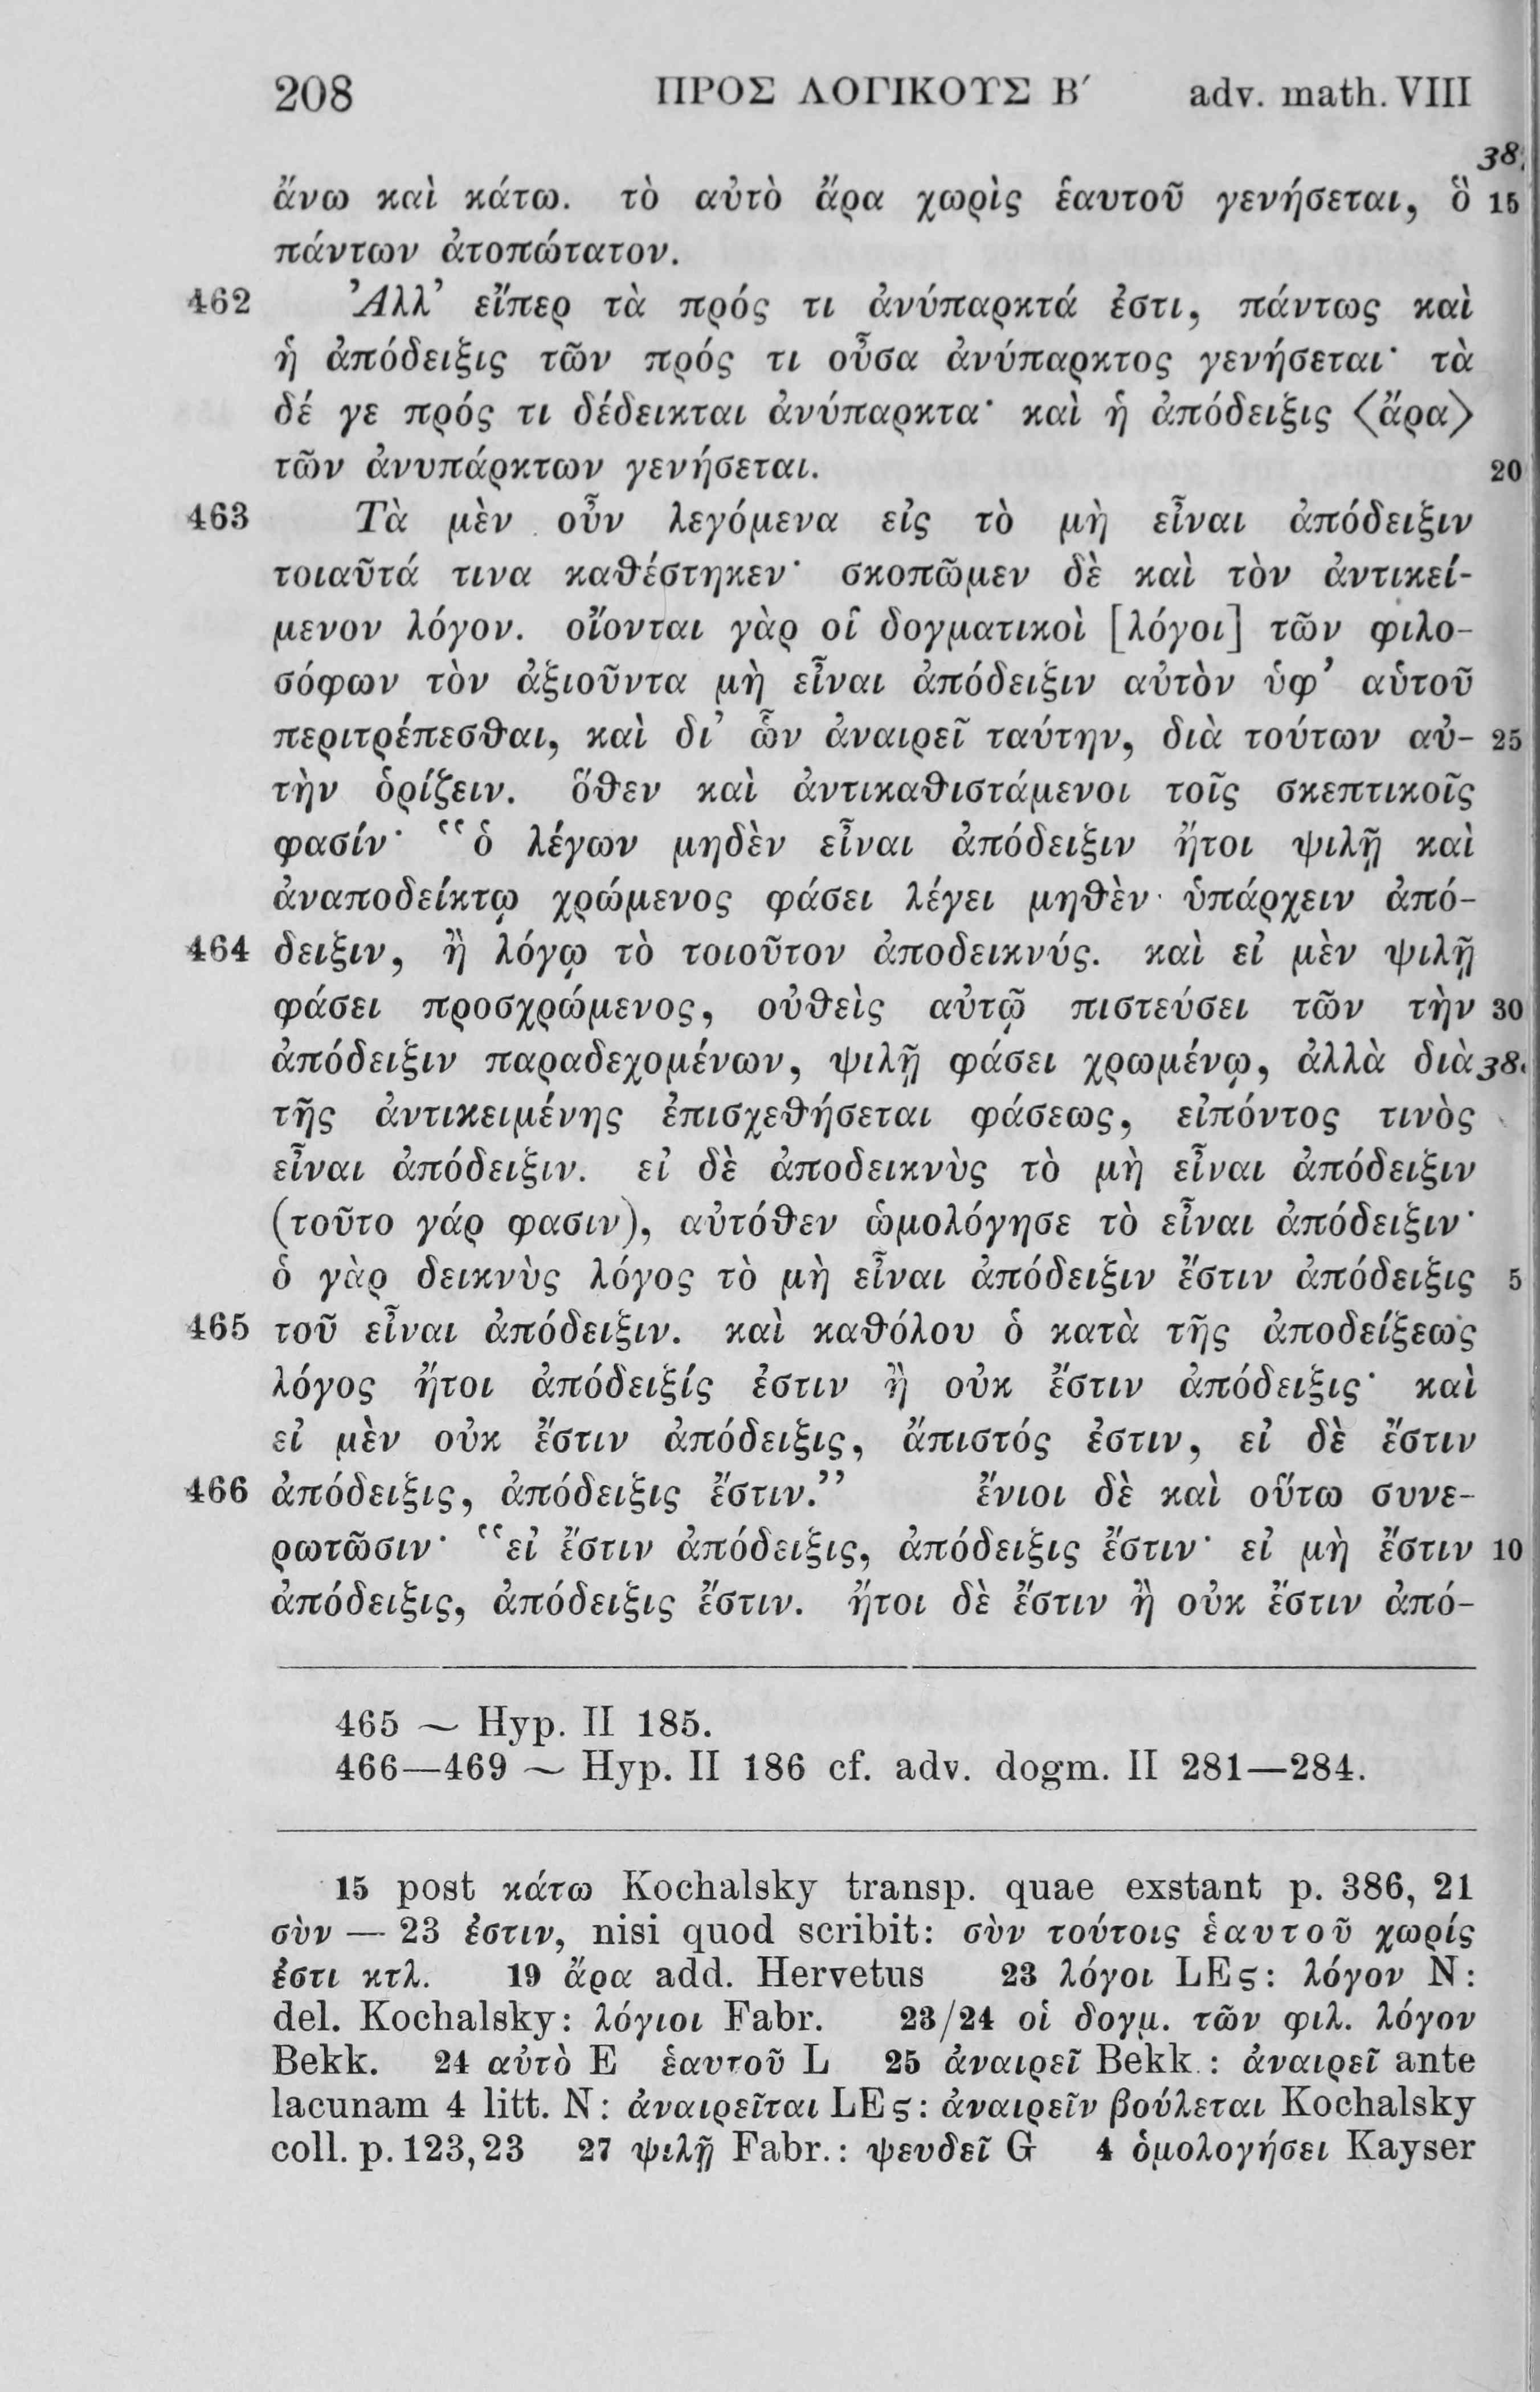 208 ΠΡΟΣ ΛΟΓΙΚΟΥΣ Β′ adv. math. VIII
38
ἄνω καὶ κάτω. τὸ αὐτὸ ἄρα χωρὶς ἑαυτοῦ γενήσεται, ὃ 15
πάντων ἀτοπώτατον.
462 Ἀλλ' εἴπερ τὰ πρός τι ἀνύπαρκτά ἐστι, πάντως καὶ
ἡ ἀπόδειξις τῶν πρός τι οὖσα ἀνύπαρκτος γενήσεται· τὰ
δέ γε πρός τι δέδεικται ἀνύπαρκτα· καὶ ἡ ἀπόδειξις ⟨ἄρα⟩
τῶν ἀνυπάρκτων γενήσεται. 20
463 Τὰ μὲν οὖν λεγόμενα εἰς τὸ μὴ εἶναι ἀπόδειξιν
τοιαῦτά τινα καθέστηκεν· σκοπῶμεν δὲ καὶ τὸν ἀντικεί-
μενον λόγον. οἴονται γὰρ οἱ δογματικοὶ [λόγοι] τῶν φιλο-
σόφων τὸν ἀξιοῦντα μὴ εἶναι ἀπόδειξιν αὐτὸν ὑφ' αὑτοῦ
περιτρέπεσθαι, καὶ δι' ὧν ἀναιρεῖ ταύτην, διὰ τούτων αὐ- 25
τὴν ὁρίζειν. ὅθεν καὶ ἀντικαθιστάμενοι τοῖς σκεπτικοῖς
φασίν· “ὁ λέγων μηδὲν εἶναι ἀπόδειξιν ἤτοι ψιλῇ καὶ
ἀναποδείκτῳ χρώμενος φάσει λέγει μηθὲν ὑπάρχειν ἀπό-
464 δειξιν, ἢ λόγῳ τὸ τοιοῦτον ἀποδεικνύς. καὶ εἰ μὲν ψιλῇ
φάσει προσχρώμενος, οὐθεὶς αὐτῷ πιστεύσει τῶν τὴν 30
ἀπόδειξιν παραδεχομένων, ψιλῇ φάσει χρωμένῳ, ἀλλὰ διὰ 38
τῆς ἀντικειμένης ἐπισχεθήσεται φάσεως, εἰπόντος τινὸς
εἶναι ἀπόδειξιν. εἰ δὲ ἀποδεικνὺς τὸ μὴ εἶναι ἀπόδειξιν
(τοῦτο γάρ φασιν), αὐτόθεν ὡμολόγησε τὸ εἶναι ἀπόδειξιν·
ὁ γὰρ δεικνὺς λόγος τὸ μὴ εἶναι ἀπόδειξιν ἔστιν ἀπόδειξις 5
465 τοῦ εἶναι ἀπόδειξιν. καὶ καθόλου ὁ κατὰ τῆς ἀποδείξεως
λόγος ἤτοι ἀπόδειξίς ἐστιν ἢ οὐκ ἔστιν ἀπόδειξις· καὶ
εἰ μὲν οὐκ ἔστιν ἀπόδειξις, ἄπιστός ἐστιν, εἰ δὲ ἔστιν
466 ἀπόδειξις, ἀπόδειξις ἔστιν.” ἔνιοι δὲ καὶ οὕτω συνε-
ρωτῶσιν· “εἰ ἔστιν ἀπόδειξις, ἀπόδειξις ἔστιν· εἰ μὴ ἔστιν 10
ἀπόδειξις, ἀπόδειξις ἔστιν. ἤτοι δὲ ἔστιν ἢ οὐκ ἔστιν ἀπό-
465 ~ Hyp. II 185.
466—469 ~ Hyp. II 186 cf. adv. dogm. II 281—284.
15 post κάτω Kochalsky transp. quae exstant p. 386, 21
σὺν — 23 ἐστιν, nisi quod scribit: σὺν τούτοις ἑαυτοῦ χωρίς
ἐστι κτλ. 19 ἄρα add. Hervetus 23 λόγοι LEς: λόγον N:
del. Kochalsky: λόγιοι Fabr. 23/24 οἱ δογμ. τῶν φιλ. λόγον
Bekk. 24 αὐτὸ E ἑαυτοῦ L 25 ἀναιρεῖ Bekk.: ἀναιρεῖ ante
lacunam 4 litt. N: ἀναιρεῖται LEς: ἀναιρεῖν βούλεται Kochalsky
coll. p. 123,23 27 ψιλῇ Fabr.: ψευδεῖ G 4 ὁμολογήσει Kayser